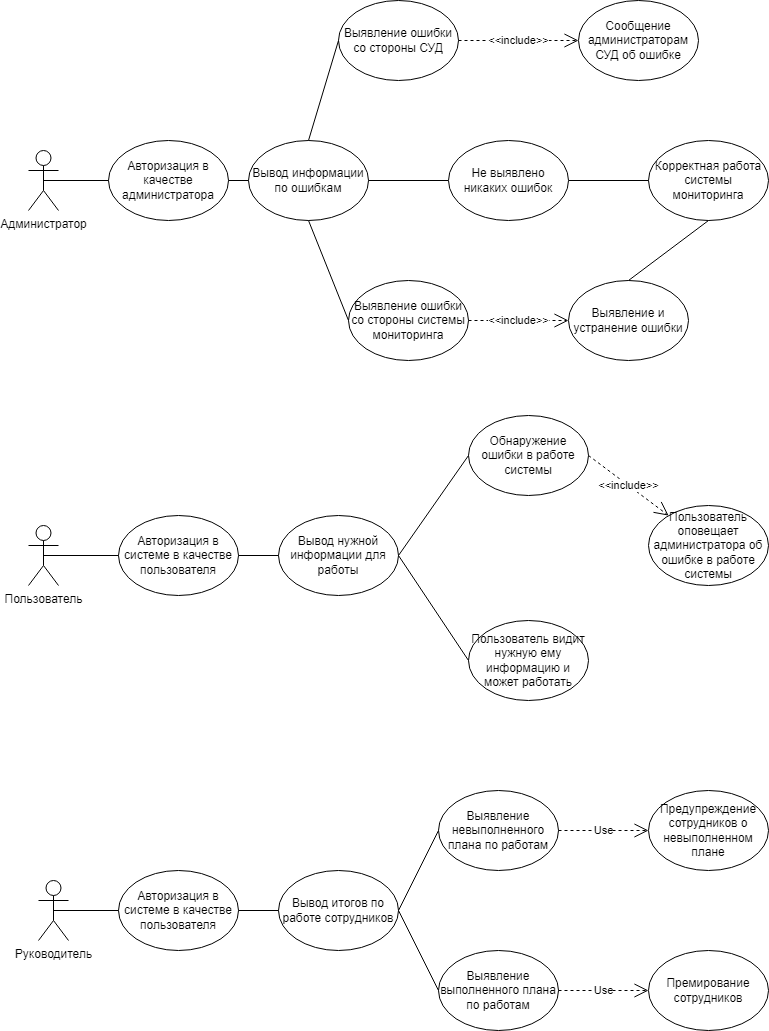 Выявление ошибки
со стороны СУД
<<include>>
Сообщение
администраторам
СУД об ошибке
Администратор
Авторизация в
качестве
администратора
Вывод информации
по ошибкам
Не выявлено
никаких ошибок
Корректная работа
системы
мониторинга
Выявление ошибки
со стороны системы
мониторинга
<<include>>
Выявление и
устранение ошибки
Обнаружение
ошибки в работе
системы
<<include>>
Пользователь
оповещает
администратора об
ошибке в работе
системы
Пользователь
Авторизация в
системе в качестве
пользователя
Вывод нужной
информации для
работы
Пользователь видит
нужную ему
информацию и
может работать
Выявление
невыполненного
плана по работам
Use
Предупреждение
сотрудников о
невыполненном
плане
Руководитель
Авторизация в
системе в качестве
пользователя
Вывод итогов по
работе сотрудников
Выявление
выполненного плана
по работам
Use
Премирование
сотрудников